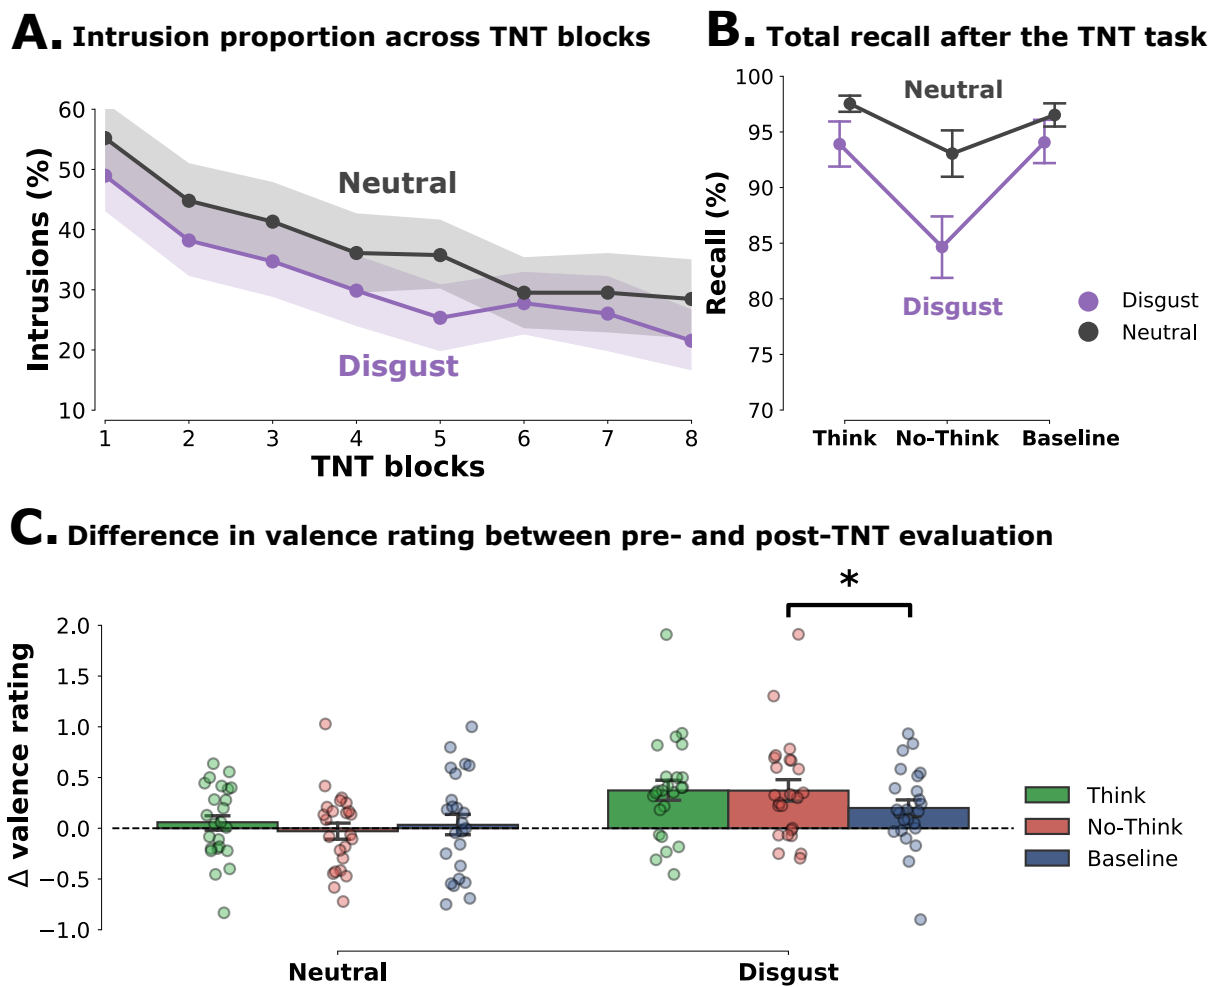 A. Intrusion proportion across TNT blocks
60
50
40
30
20
10
Intrusions (%)
Neutral
Disgust
1 2 3 4 5 6 7 8
TNT blocks
B. Total recall after the TNT task
100
95
90
85
80
75
70
Recall (%)
Neutral
Disgust
Disgust
Neutral
Think No-Think Baseline
C. Difference in valence rating between pre- and post-TNT evaluation
*
2.0
1.5
1.0
0.5
0.0
−0.5
−1.0
Δ valence rating
Think
No-Think
Baseline
Neutral Disgust